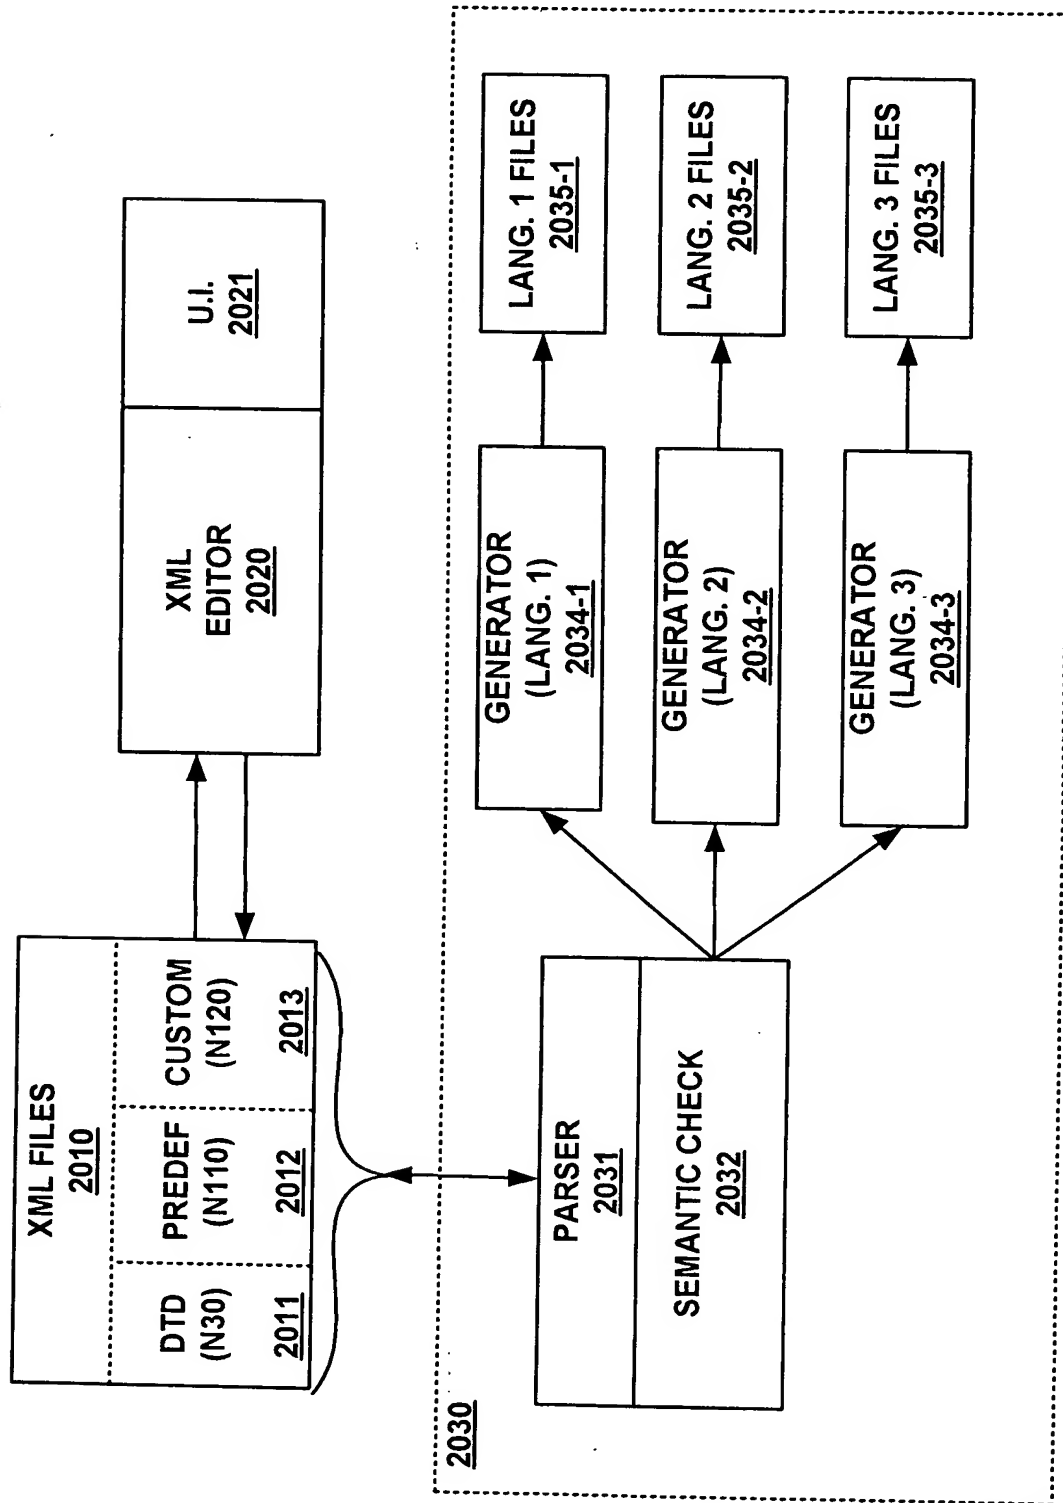 XML FILES
2010
DTD
(N30)
2011
PREDEF
(N110)
2012
CUSTOM
(N120)
2013
XML
EDITOR
2020
U.I.
2021
2030
PARSER
2031
SEMANTIC CHECK
2032
GENERATOR
(LANG. 1)
2034-1
LANG. 1 FILES
2035-1
GENERATOR
(LANG. 2)
2034-2
LANG. 2 FILES
2035-2
GENERATOR
(LANG. 3)
2034-3
LANG. 3 FILES
2035-3